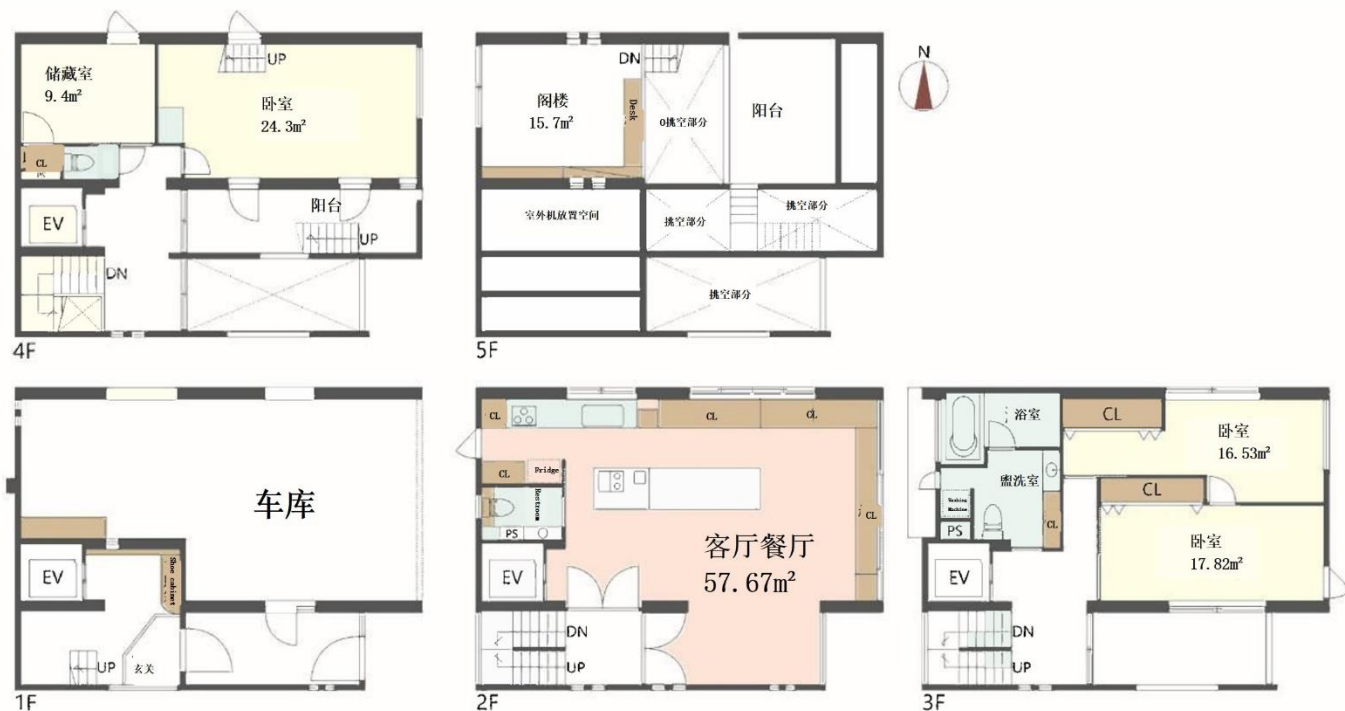 储藏室
9.4m²
UP
卧室
24.3m²
CL
EV
阳台
UP
DN
4F
DN
阁楼
15.7m²
Desk
0挑空部分
阳台
室外机放置空间
挑空部分
挑空部分
挑空部分
5F
N
车库
EV
Shoe cabinet
UP
玄关
1F
CL
CL
CL
CL
Fridge
Restroom
PS
CL
客厅餐厅
57.67m²
EV
DN
UP
2F
浴室
CL
卧室
16.53m²
盥洗室
Washing
Machine
CL
PS
CL
卧室
17.82m²
EV
DN
UP
3F